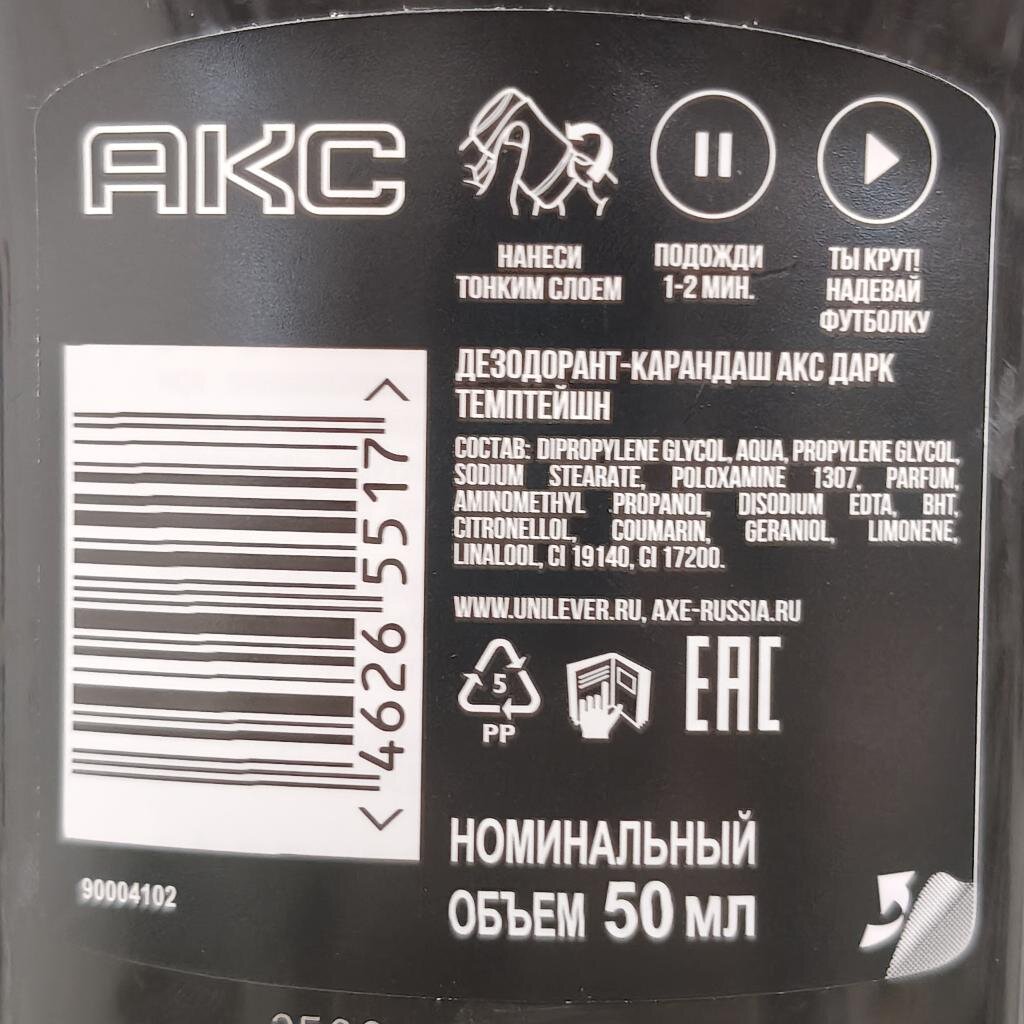 АКС
НАНЕСИ
ТОНКИМ СЛОЕМ
ПОДОЖДИ
1-2 МИН.
ТЫ КРУТ!
НАДЕВАЙ
ФУТБОЛКУ
ДЕЗОДОРАНТ-КАРАНДАШ АКС ДАРК
ТЕМПТЕЙШН
СОСТАВ: DIPROPYLENE GLYCOL, AQUA, PROPYLENE GLYCOL,
SODIUM STEARATE, POLOXAMINE 1307, PARFUM,
AMINOMETHYL PROPANOL, DISODIUM EDTA, BHT,
CITRONELLOL, COUMARIN, GERANIOL, LIMONENE,
LINALOOL, CI 19140, CI 17200.
WWW.UNILEVER.RU, AXE-RUSSIA.RU
5
PP
EAC
< 4626 5517 >
90004102
НОМИНАЛЬНЫЙ
ОБЪЕМ 50 МЛ